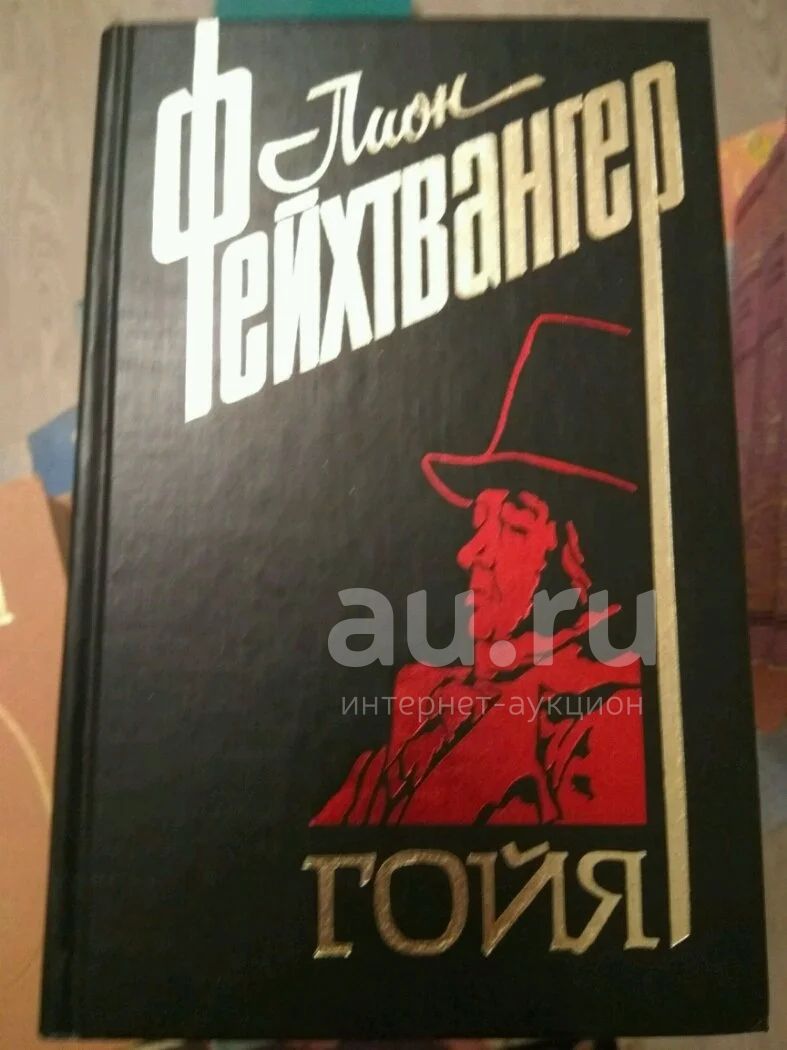 Лион
Фейхтвангер
au.ru
интернет-аукцион
ГОЙЯ